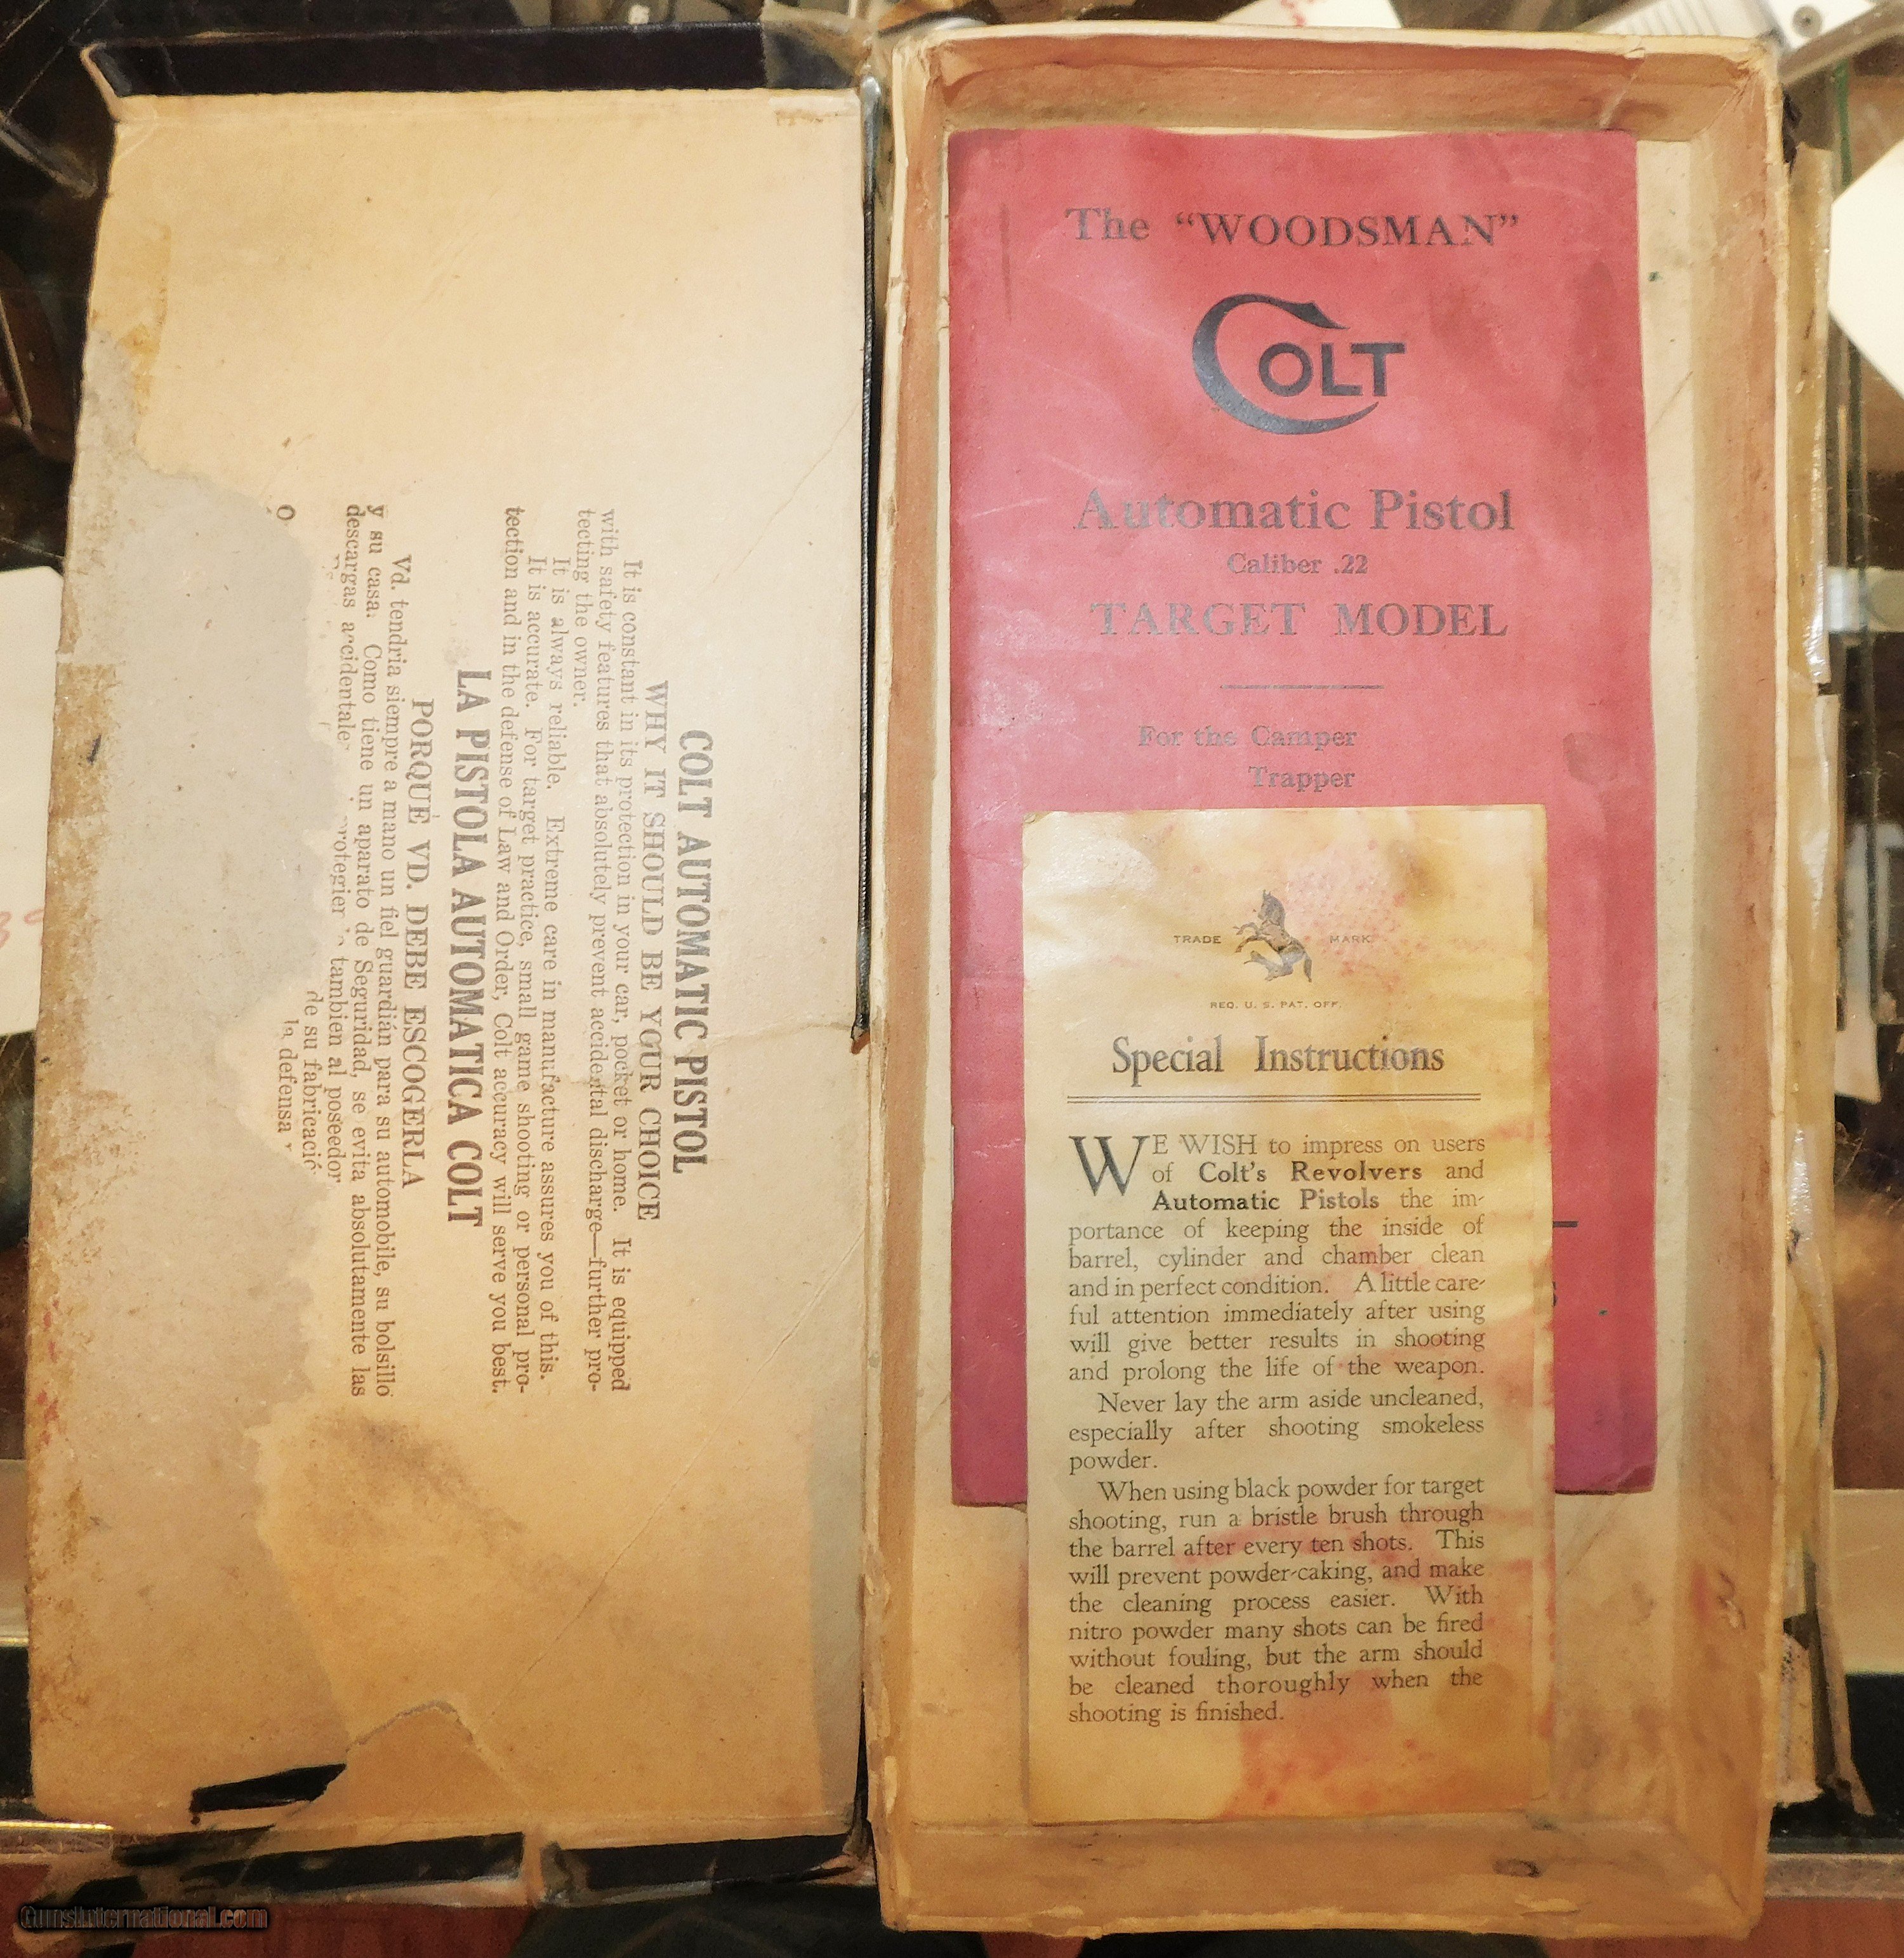 COLT AUTOMATIC PISTOL
WHY IT SHOULD BE YOUR CHOICE
It is constant in its protection in your car, pocket or home. It is equipped
with safety features that absolutely prevent accidental discharge—further pro-
tecting the owner.
It is always reliable. Extreme care in manufacture assures you of this.
It is accurate. For target practice, small game shooting or personal pro-
tection and in the defense of Law and Order, Colt accuracy will serve you best.
LA PISTOLA AUTOMATICA COLT
PORQUÉ VD. DEBE ESCOGERLA
Vd. tendria siempre a mano un fiel guardián para su automobile, su bolsillo
y su casa. Como tiene un aparato de Seguridad, se evita absolutamente las
descargas accidentale
tambien al poseedor
de su fabricació
la defensa
The “WOODSMAN”
COLT
Automatic Pistol
Caliber .22
TARGET MODEL
For the Camper
Trapper
TRADE MARK
REG. U. S. PAT. OFF.
Special Instructions
WE WISH to impress on users
of Colt's Revolvers and
Automatic Pistols the im-
portance of keeping the inside of
barrel, cylinder and chamber clean
and in perfect condition. A little care-
ful attention immediately after using
will give better results in shooting
and prolong the life of the weapon.
Never lay the arm aside uncleaned,
especially after shooting smokeless
powder.
When using black powder for target
shooting, run a bristle brush through
the barrel after every ten shots. This
will prevent powder-caking, and make
the cleaning process easier. With
nitro powder many shots can be fired
without fouling, but the arm should
be cleaned thoroughly when the
shooting is finished.
GunsInternational.com